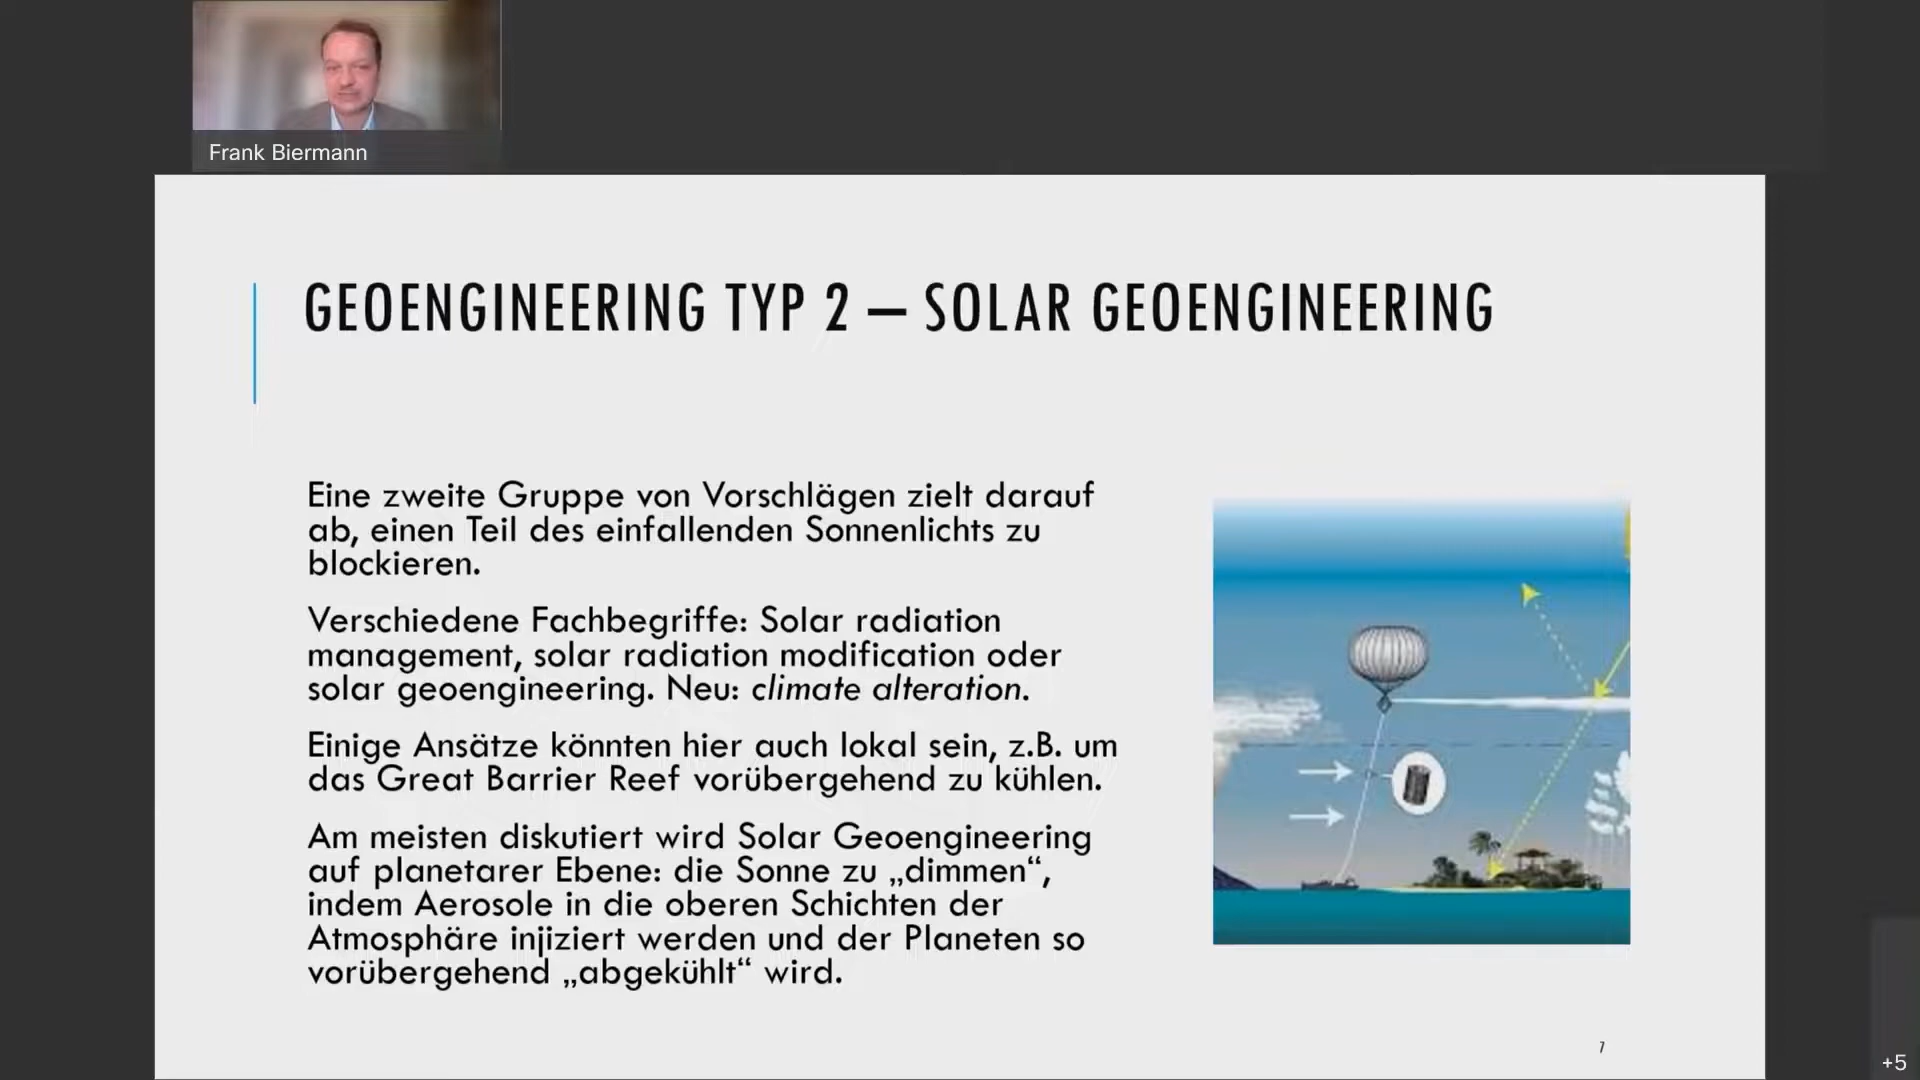 Frank Biermann
GEOENGINEERING TYP 2 – SOLAR GEOENGINEERING
Eine zweite Gruppe von Vorschlägen zielt darauf
ab, einen Teil des einfallenden Sonnenlichts zu
blockieren.
Verschiedene Fachbegriffe: Solar radiation
management, solar radiation modification oder
solar geoengineering. Neu: climate alteration.
Einige Ansätze könnten hier auch lokal sein, z.B. um
das Great Barrier Reef vorübergehend zu kühlen.
Am meisten diskutiert wird Solar Geoengineering
auf planetarer Ebene: die Sonne zu „dimmen“,
indem Aerosole in die oberen Schichten der
Atmosphäre injiziert werden und der Planeten so
vorübergehend „abgekühlt“ wird.
7
+5